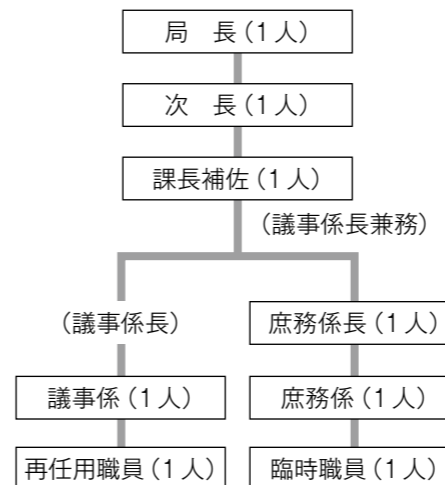 局　長（1人）
次　長（1人）
課長補佐（1人）
（議事係長兼務）
（議事係長）
庶務係長（1人）
議事係（1人）
庶務係（1人）
再任用職員（1人）
臨時職員（1人）